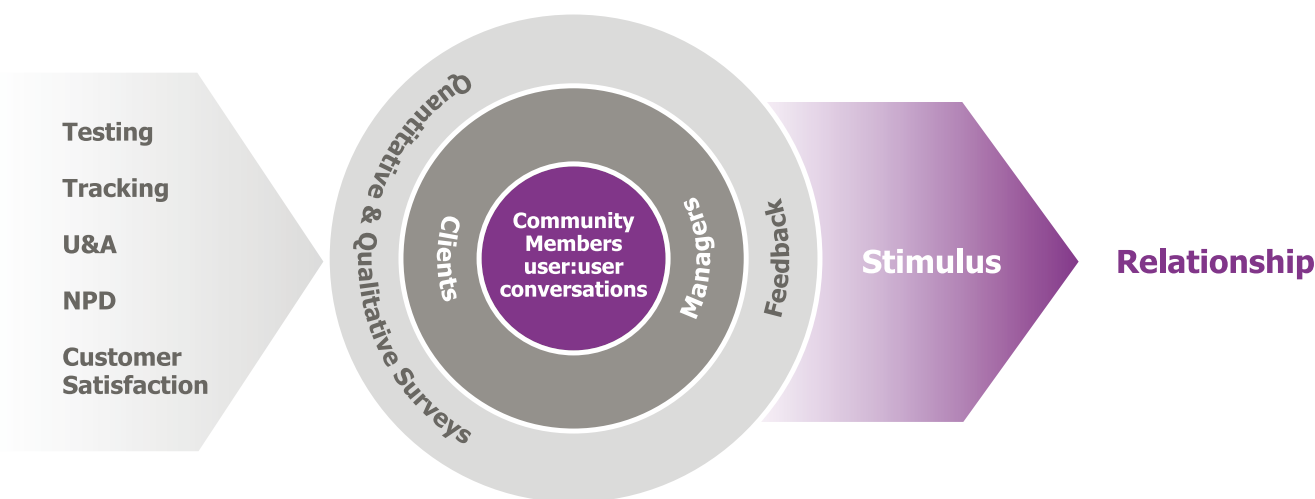 Testing
Tracking
U&A
NPD
Customer
Satisfaction
Quantitative & Qualitative Surveys
Clients
Community
Members
user:user
conversations
Managers
Feedback
Stimulus
Relationship